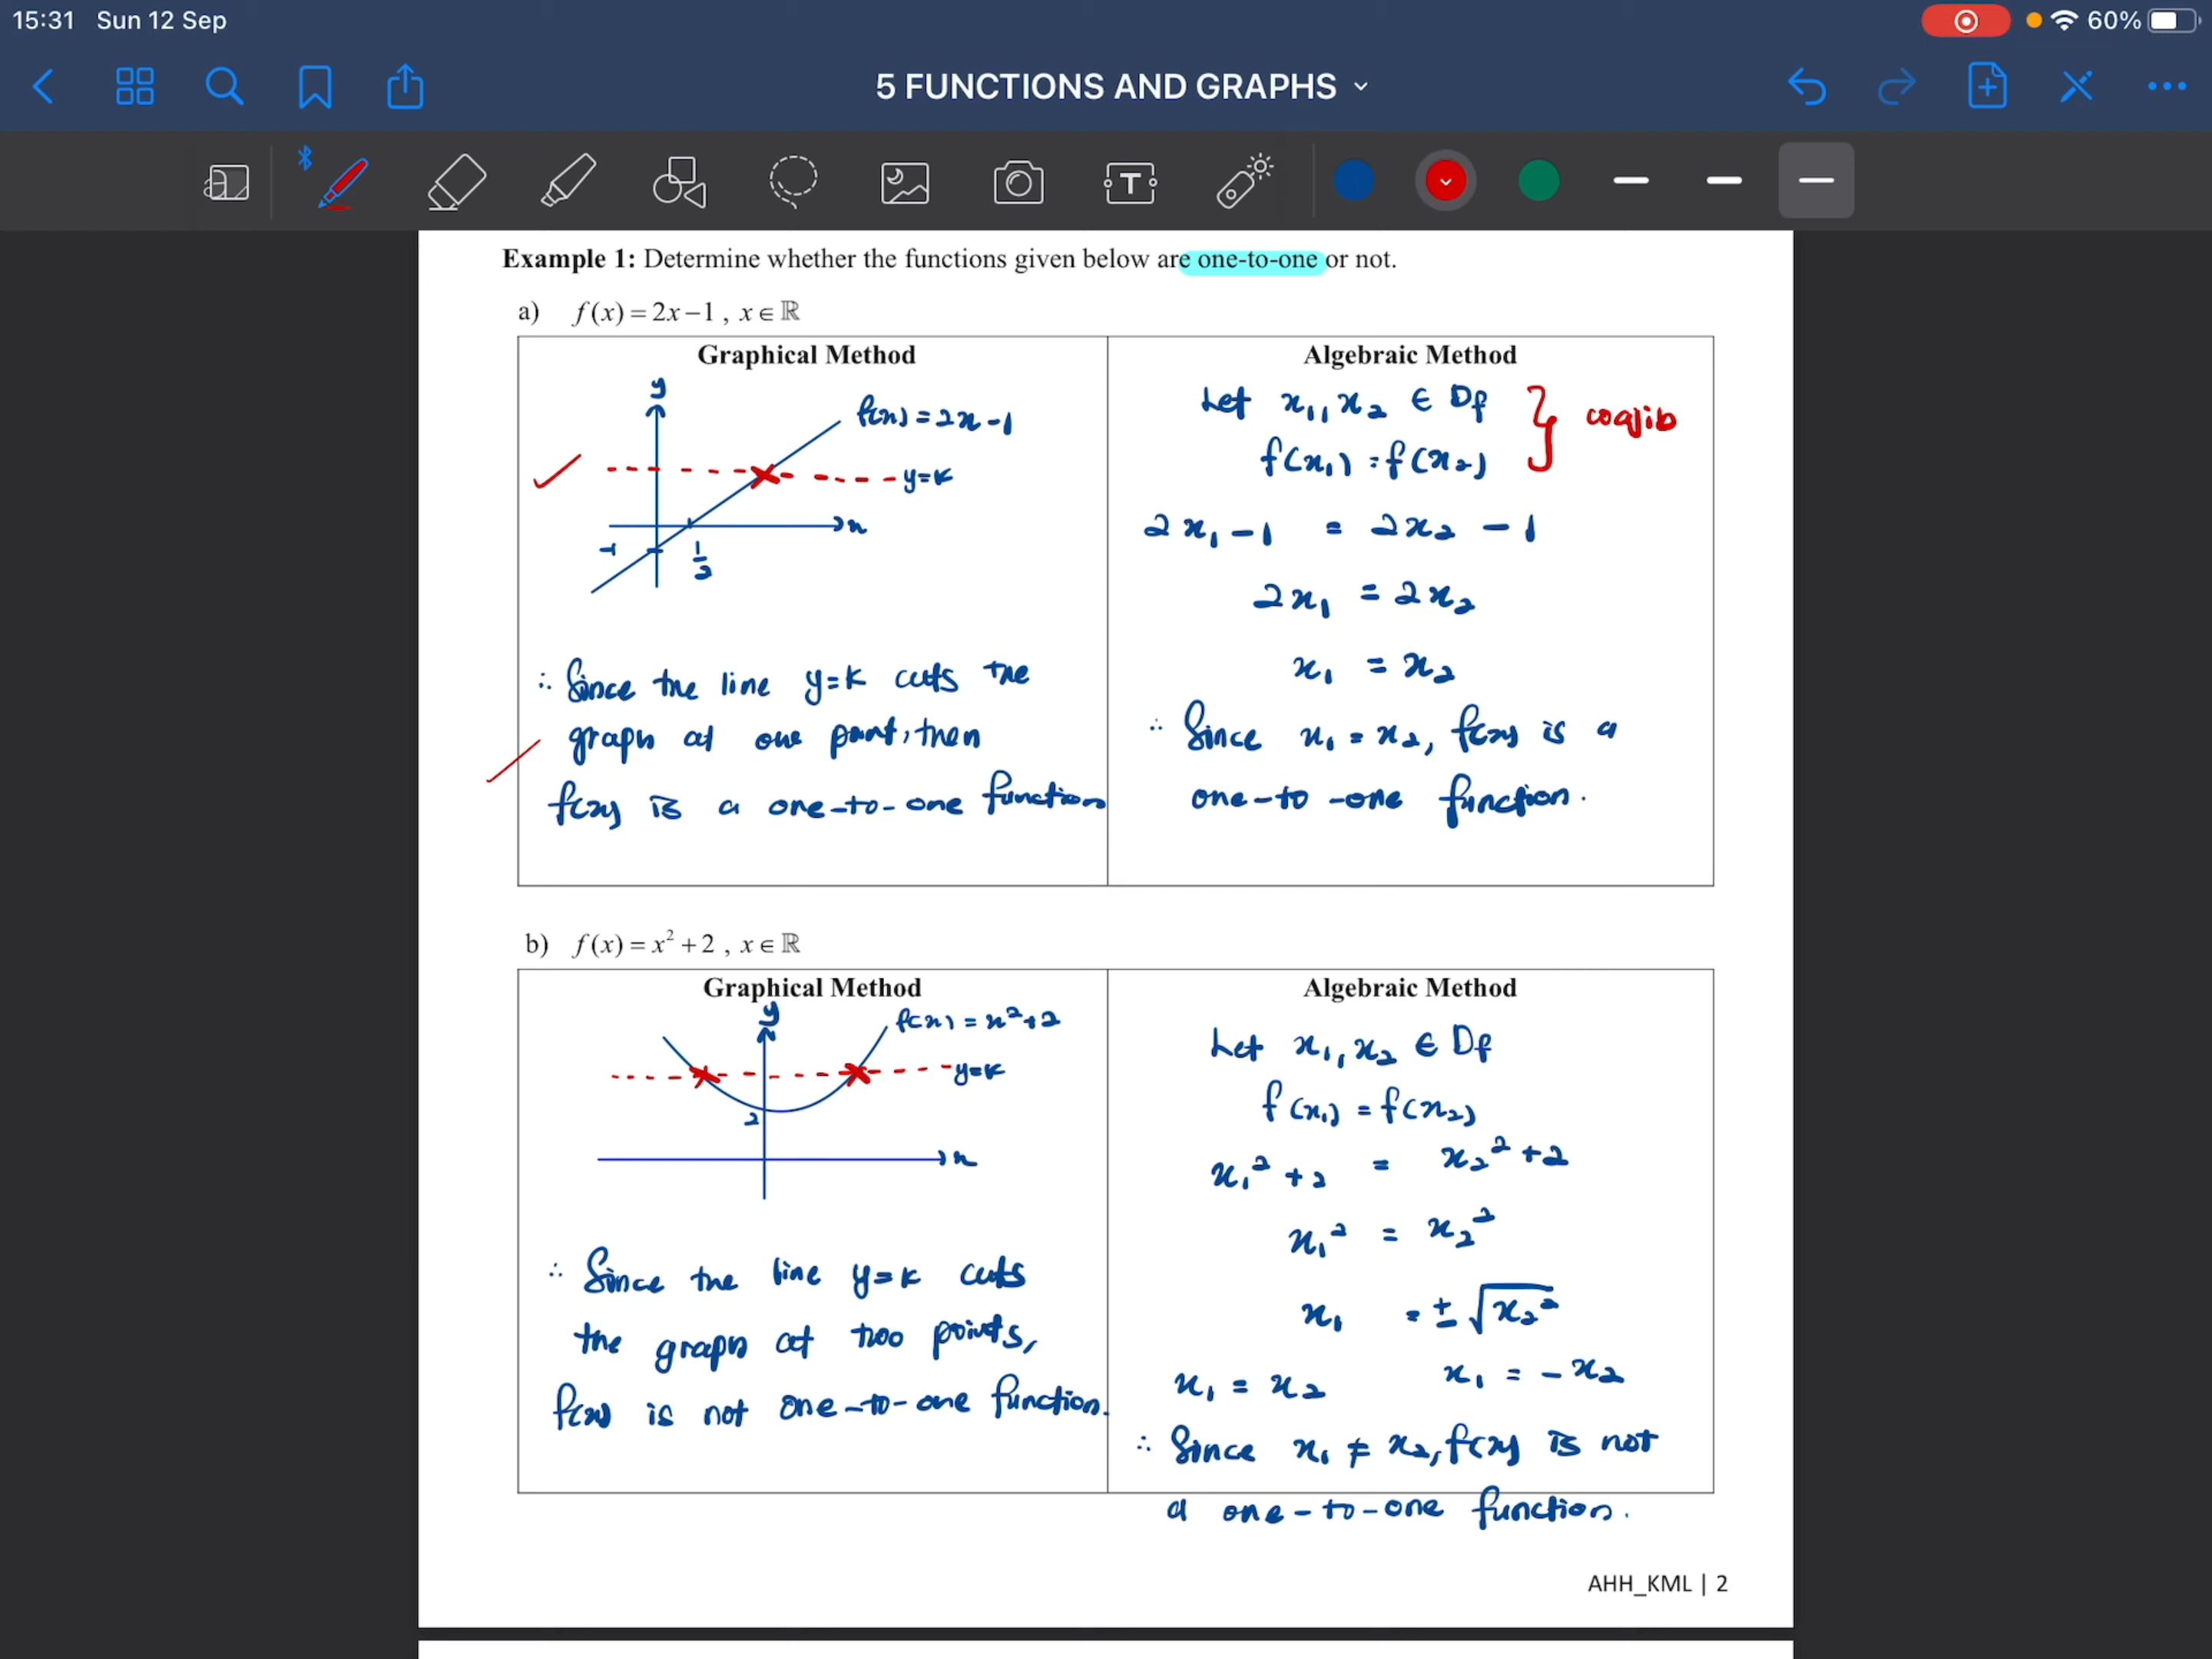 15:31 Sun 12 Sep
60%
5 FUNCTIONS AND GRAPHS
Example 1: Determine whether the functions given below are one-to-one or not.
a) f(x) = 2x−1 , x ∈ ℝ
Graphical Method
y
f(x) = 2x -1
y=k
x
-1
1/2
∴ Since the line y=k cuts the
graph at one point, then
f(x) is a one-to-one function
Algebraic Method
Let x₁, x₂ ∈ Df
f(x₁) = f(x₂)
2x₁ - 1 = 2x₂ - 1
2x₁ = 2x₂
x₁ = x₂
∴ Since x₁ = x₂, f(x) is a
one-to-one function.
b) f(x) = x² + 2 , x ∈ ℝ
Graphical Method
y
f(x) = x²+2
y=k
2
x
∴ Since the line y=k cuts
the graph at two points,
f(x) is not one-to-one function.
Algebraic Method
Let x₁, x₂ ∈ Df
f(x₁) = f(x₂)
x₁² + 2 = x₂² + 2
x₁² = x₂²
x₁ = ± √x₂²
x₁ = x₂ x₁ = - x₂
∴ Since x₁ ≠ x₂, f(x) is not
a one-to-one function.
AHH_KML | 2